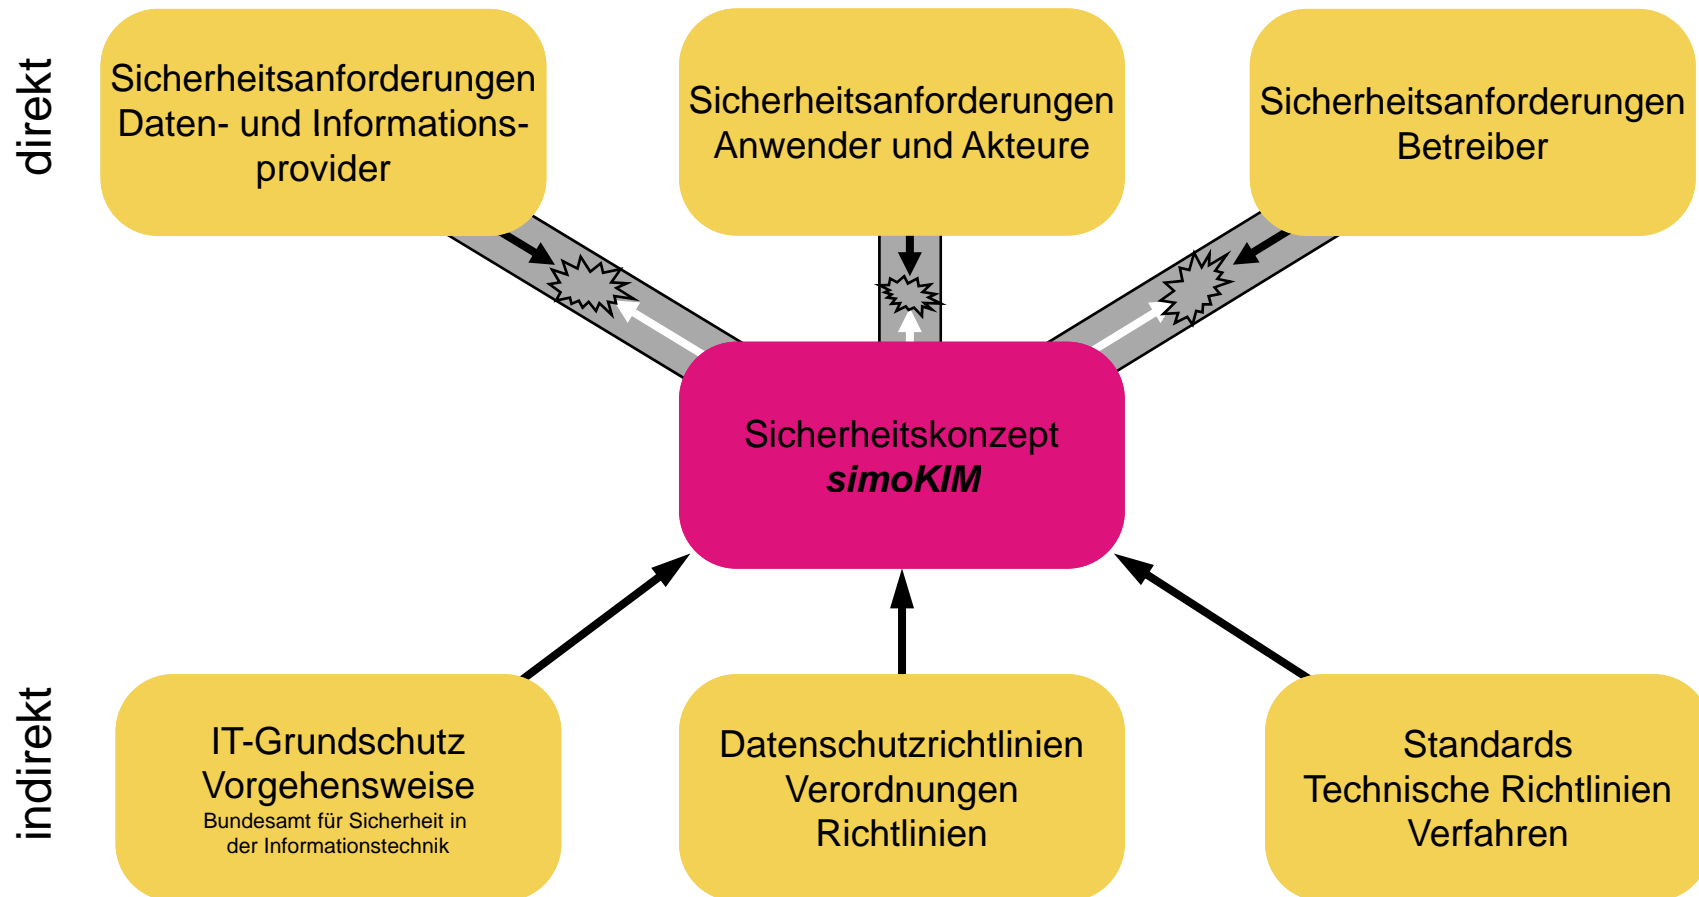 direkt
Sicherheitsanforderungen
Daten- und Informations-
provider
Sicherheitsanforderungen
Anwender und Akteure
Sicherheitsanforderungen
Betreiber
Sicherheitskonzept
simoKIM
indirekt
IT-Grundschutz
Vorgehensweise
Bundesamt für Sicherheit in
der Informationstechnik
Datenschutzrichtlinien
Verordnungen
Richtlinien
Standards
Technische Richtlinien
Verfahren